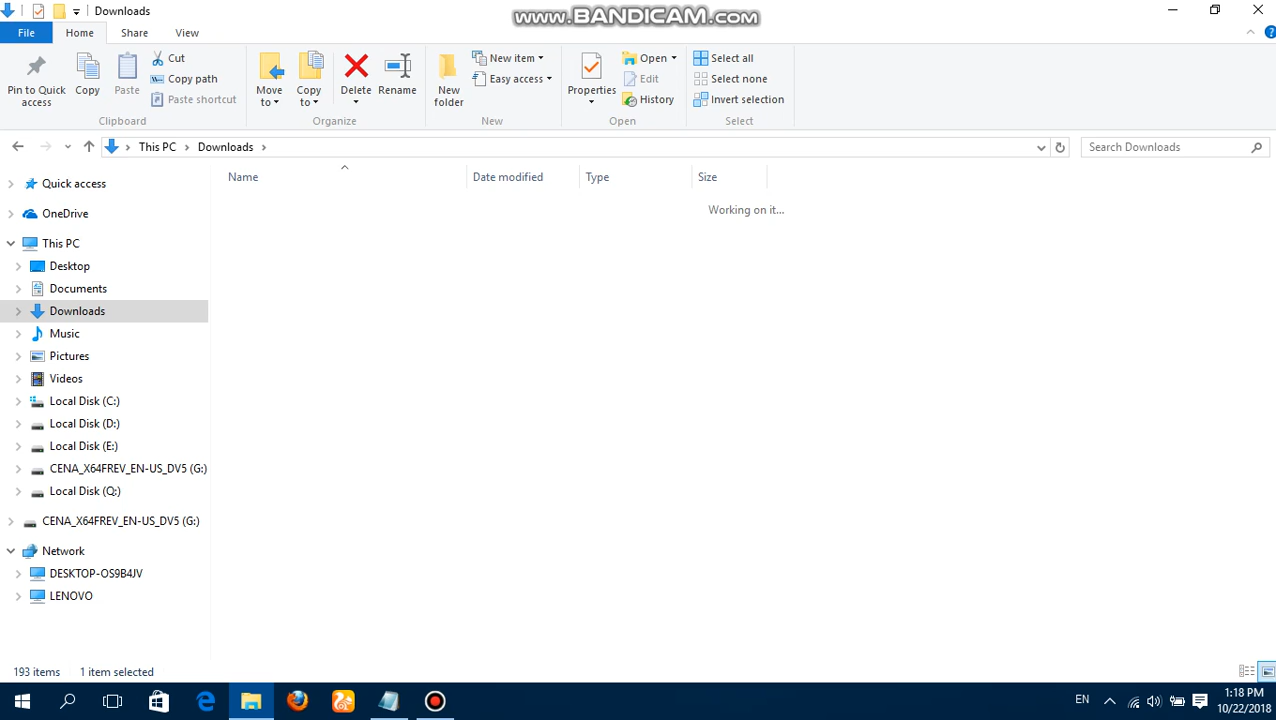 Downloads
www.BANDICAM.com
File
Home
Share
View
Pin to Quick access
Copy
Paste
Cut
Copy path
Paste shortcut
Clipboard
Move to
Copy to
Delete
Rename
Organize
New folder
New item
Easy access
New
Properties
Open
Edit
History
Open
Select all
Select none
Invert selection
Select
This PC
Downloads
Search Downloads
Name
Date modified
Type
Size
Working on it...
Quick access
OneDrive
This PC
Desktop
Documents
Downloads
Music
Pictures
Videos
Local Disk (C:)
Local Disk (D:)
Local Disk (E:)
CENA_X64FREV_EN-US_DV5 (G:)
Local Disk (Q:)
CENA_X64FREV_EN-US_DV5 (G:)
Network
DESKTOP-OS9B4JV
LENOVO
193 items
1 item selected
EN
1:18 PM
10/22/2018